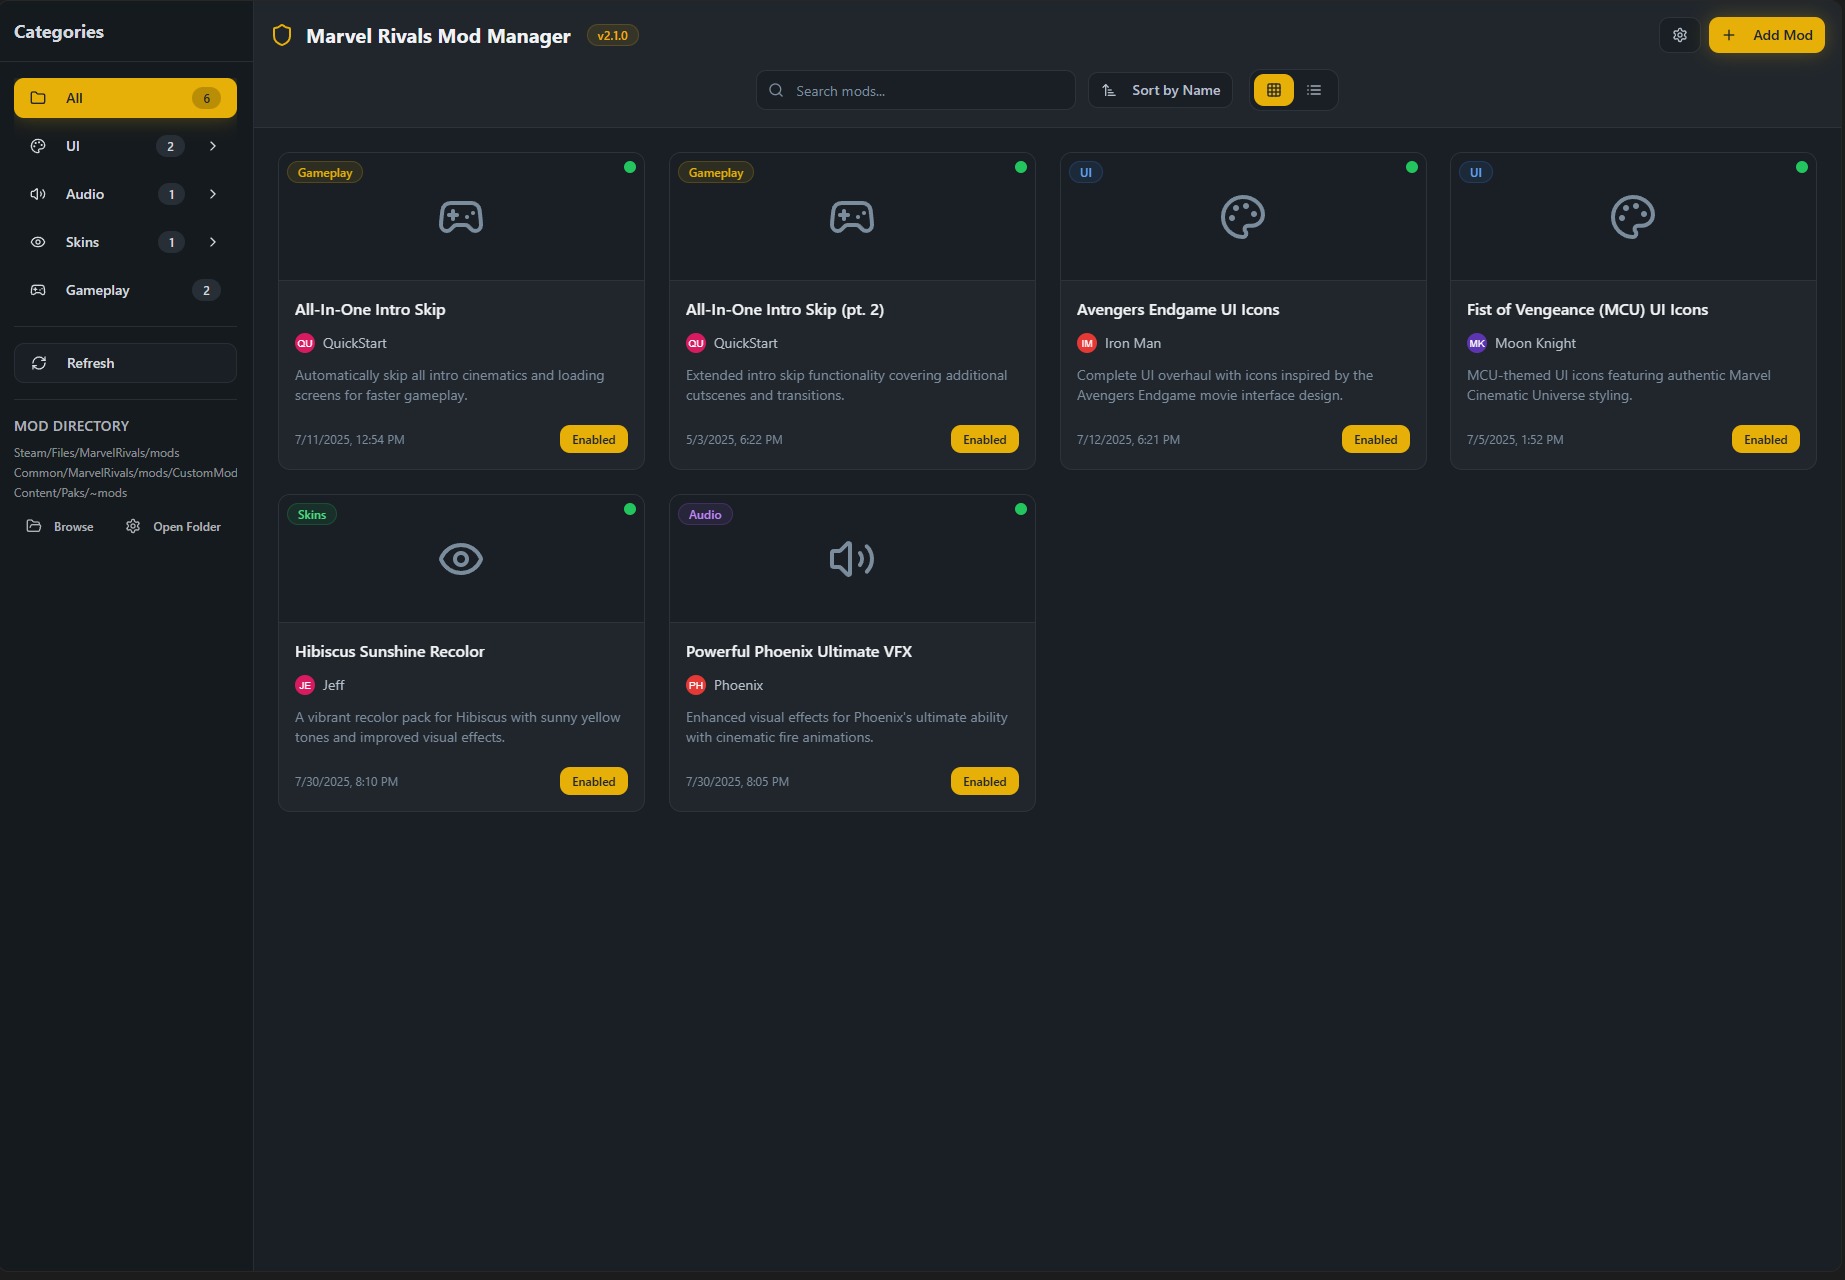 Categories
All
6
UI
2
Audio
1
Skins
1
Gameplay
2
Refresh
MOD DIRECTORY
Steam/Files/MarvelRivals/mods
Common/MarvelRivals/mods/CustomMod
Content/Paks/~mods
Browse
Open Folder
Marvel Rivals Mod Manager
v2.1.0
Add Mod
Search mods...
Sort by Name
Gameplay
All-In-One Intro Skip
QU QuickStart
Automatically skip all intro cinematics and loading
screens for faster gameplay.
7/11/2025, 12:54 PM
Enabled
Gameplay
All-In-One Intro Skip (pt. 2)
QU QuickStart
Extended intro skip functionality covering additional
cutscenes and transitions.
5/3/2025, 6:22 PM
Enabled
UI
Avengers Endgame UI Icons
IM Iron Man
Complete UI overhaul with icons inspired by the
Avengers Endgame movie interface design.
7/12/2025, 6:21 PM
Enabled
UI
Fist of Vengeance (MCU) UI Icons
MK Moon Knight
MCU-themed UI icons featuring authentic Marvel
Cinematic Universe styling.
7/5/2025, 1:52 PM
Enabled
Skins
Hibiscus Sunshine Recolor
JE Jeff
A vibrant recolor pack for Hibiscus with sunny yellow
tones and improved visual effects.
7/30/2025, 8:10 PM
Enabled
Audio
Powerful Phoenix Ultimate VFX
PH Phoenix
Enhanced visual effects for Phoenix's ultimate ability
with cinematic fire animations.
7/30/2025, 8:05 PM
Enabled